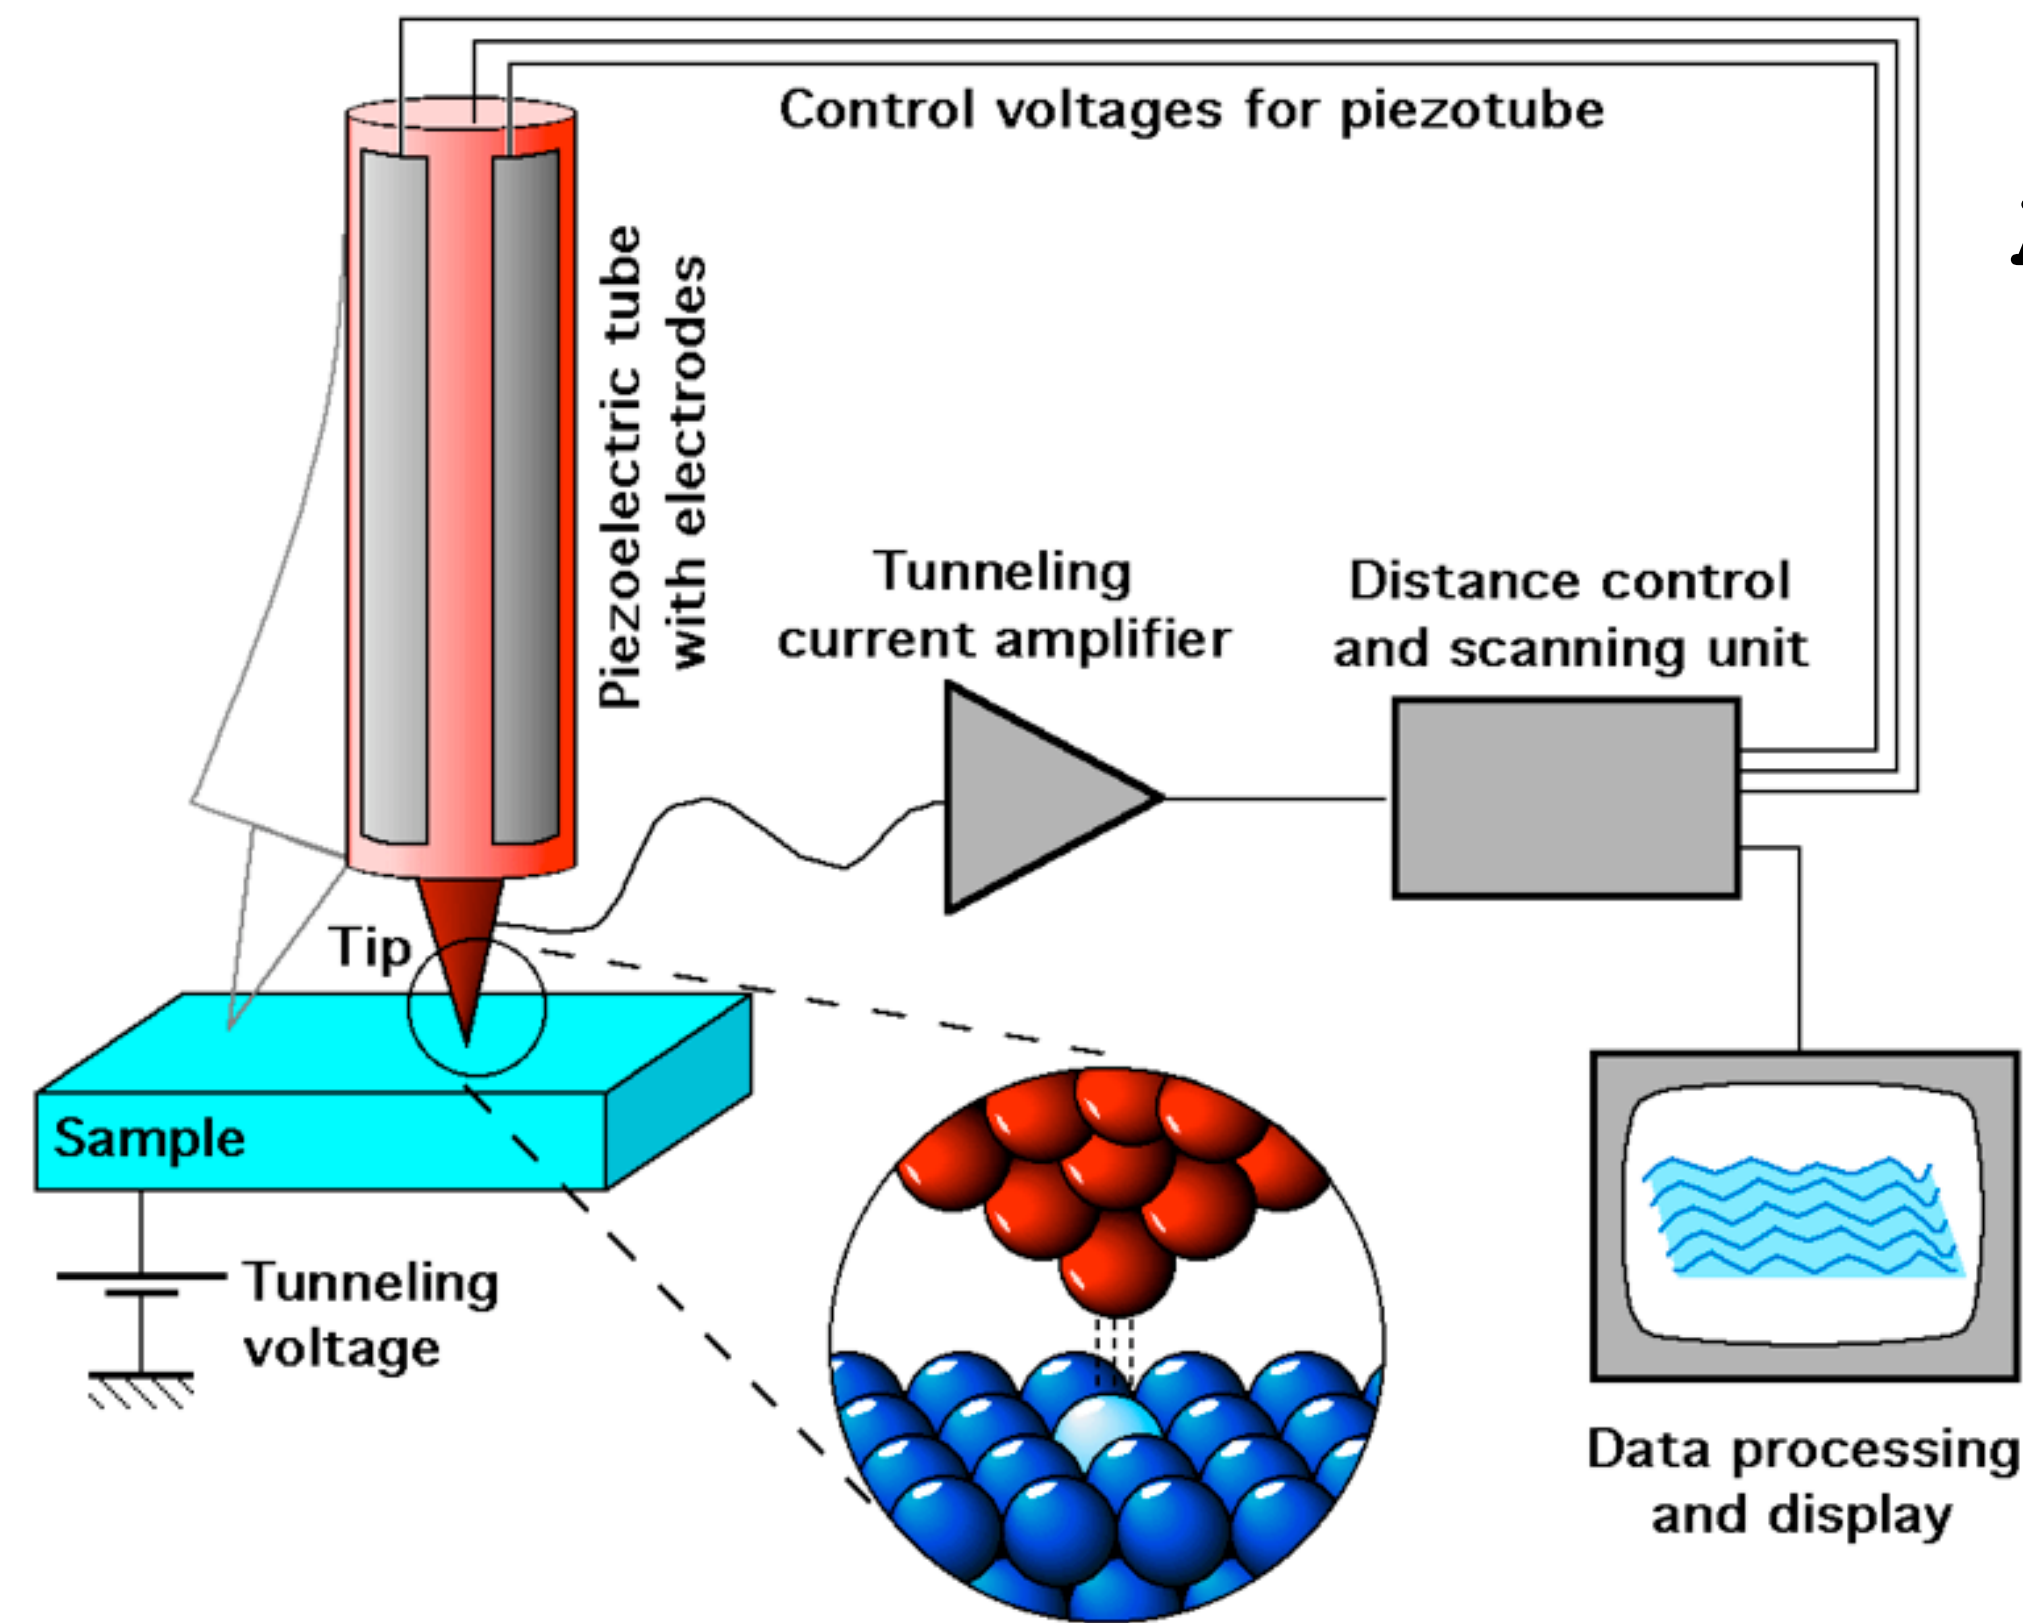 Control voltages for piezotube
Piezoelectric tube
with electrodes
Tunneling
current amplifier
Distance control
and scanning unit
Tip
Sample
Tunneling
voltage
Data processing
and display